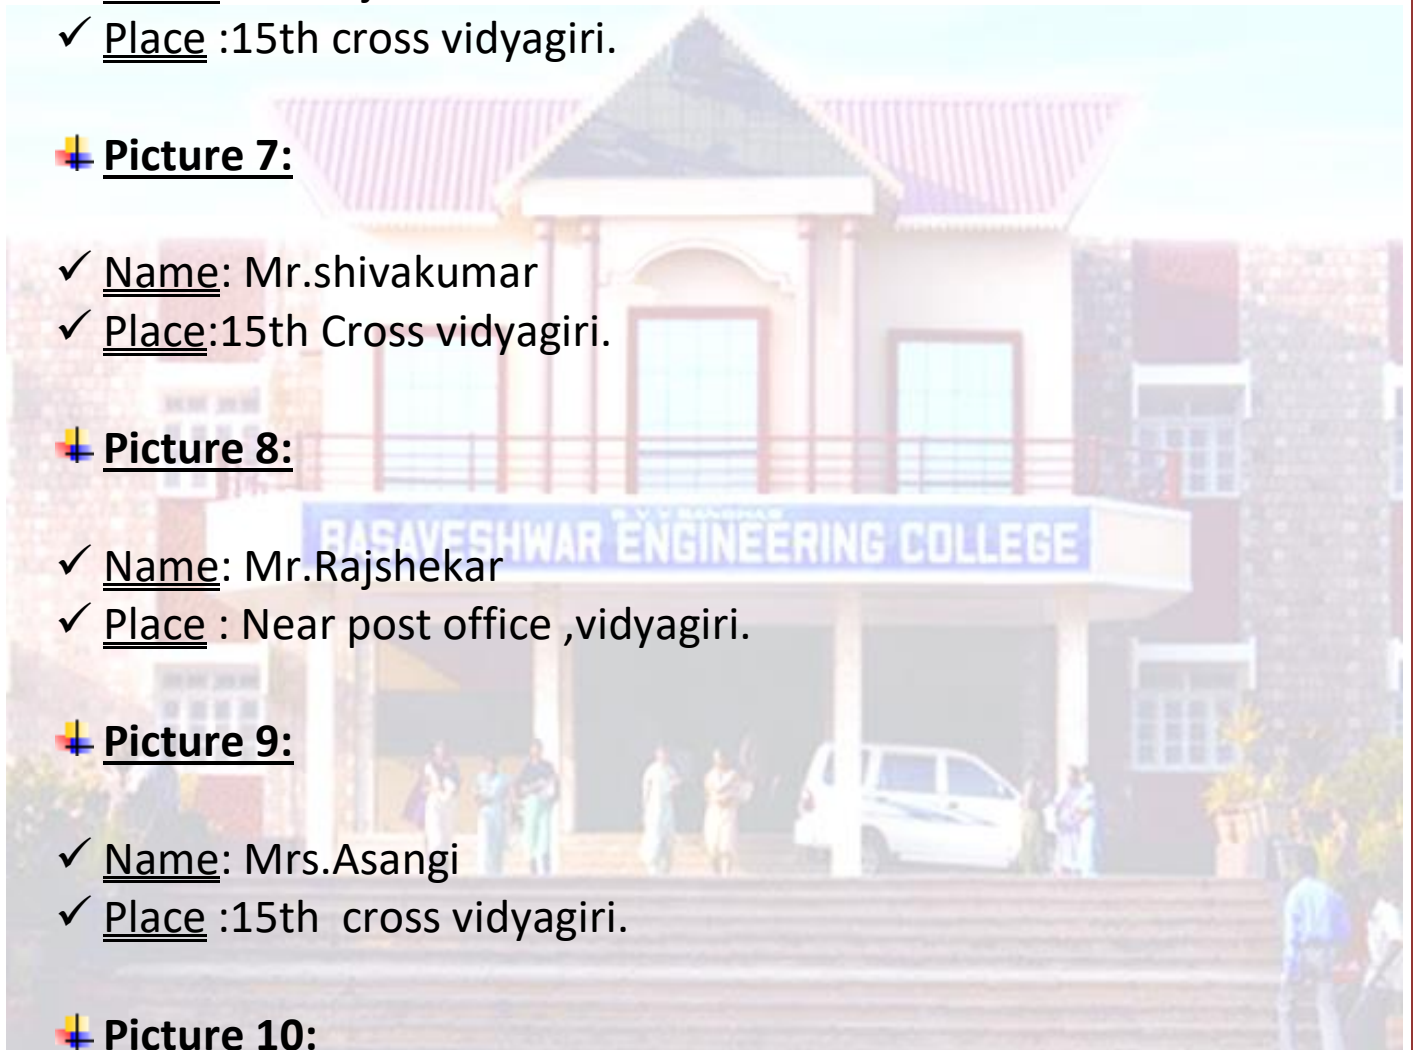 ✓ Place :15th cross vidyagiri.
Picture 7:
✓ Name: Mr.shivakumar
✓ Place:15th Cross vidyagiri.
Picture 8:
B.V.V.SANGHA'S
BASAVESHWAR ENGINEERING COLLEGE
✓ Name: Mr.Rajshekar
✓ Place : Near post office ,vidyagiri.
Picture 9:
✓ Name: Mrs.Asangi
✓ Place :15th  cross vidyagiri.
Picture 10: